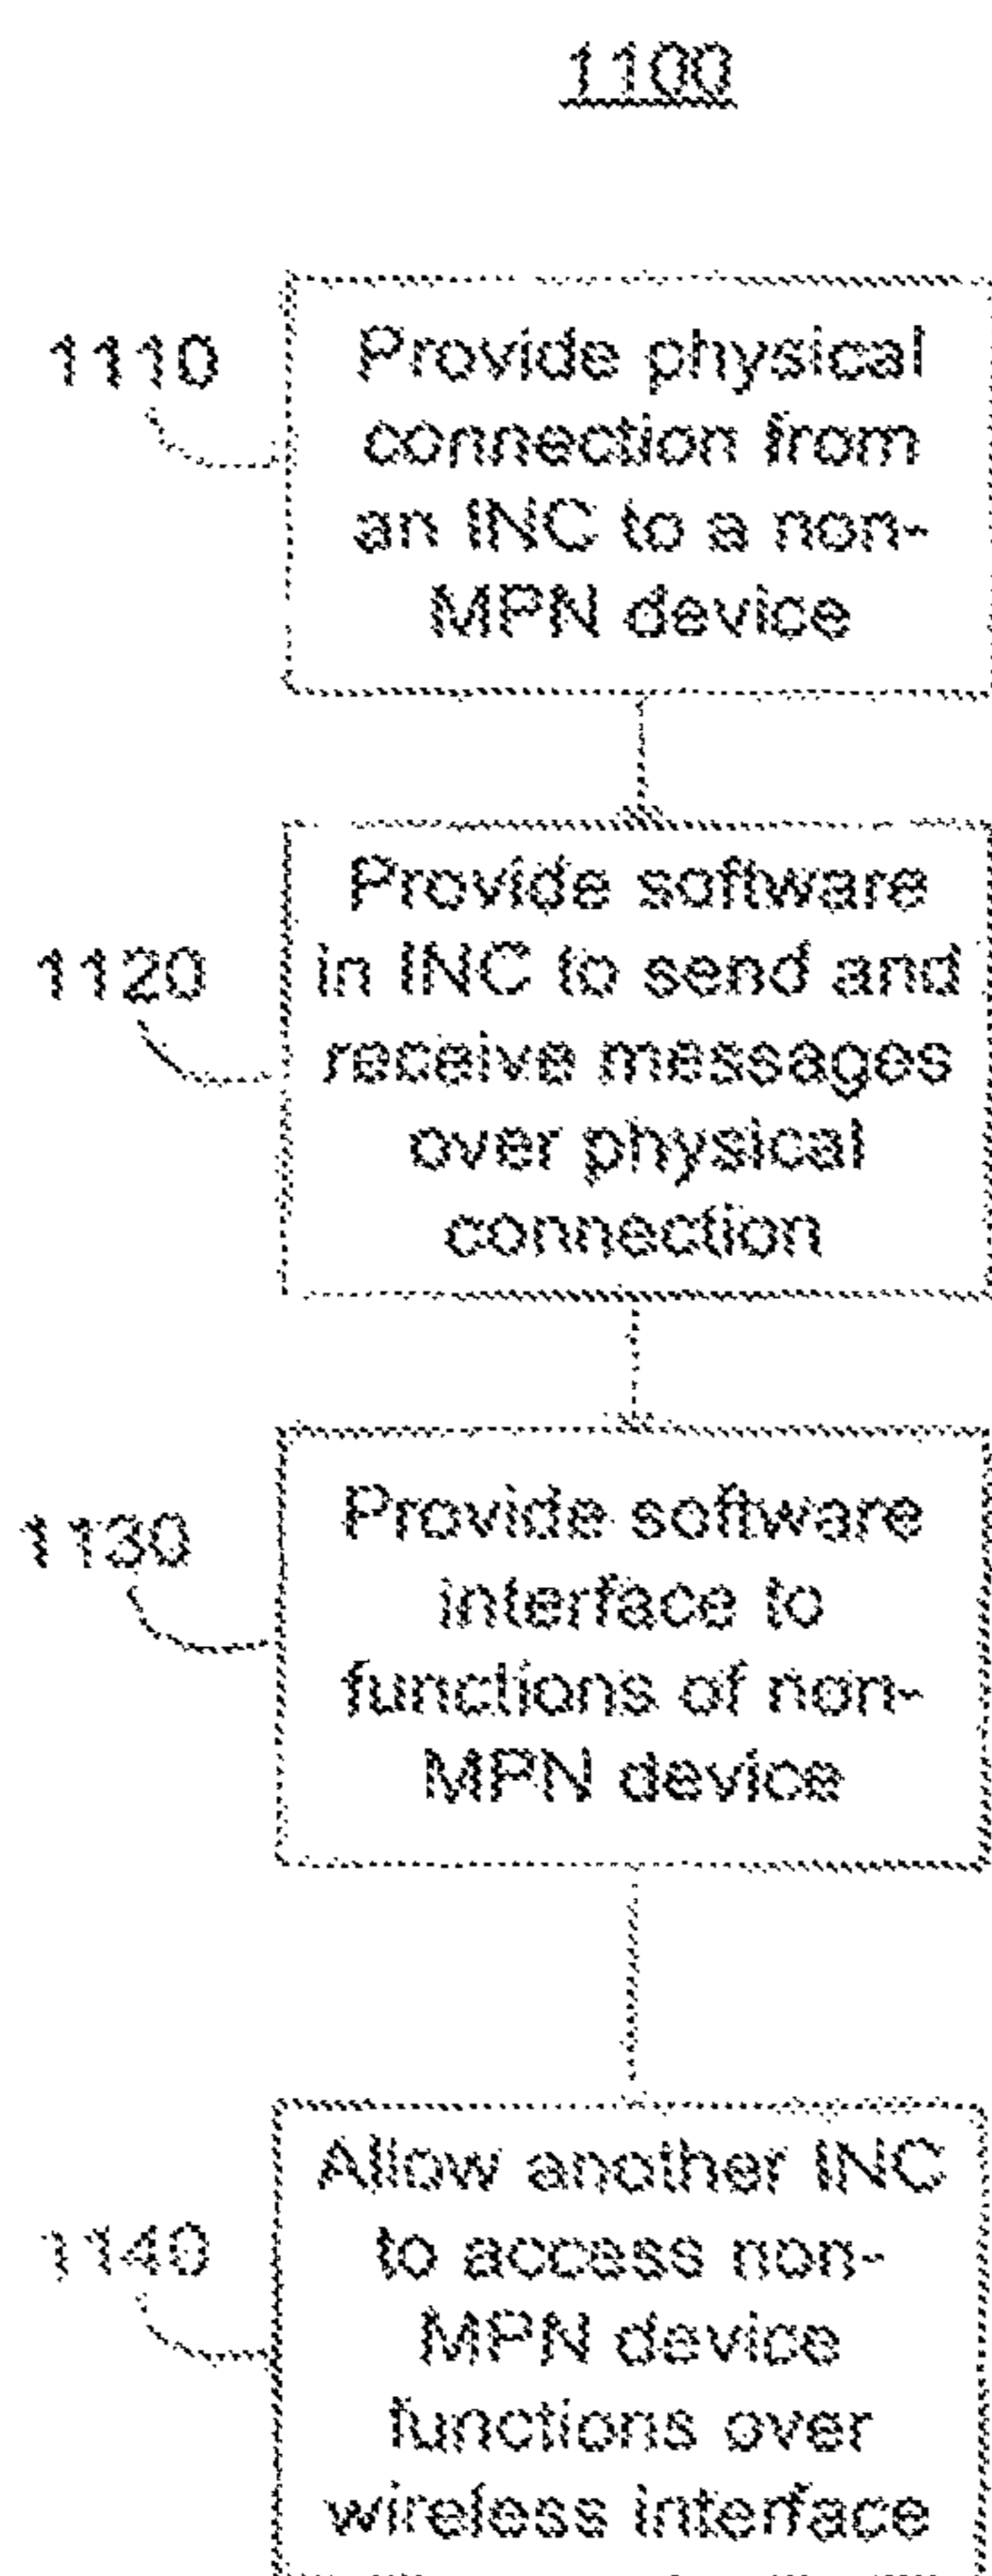 1100
1110
Provide physical
connection from
an INC to a non-
MPN device
1120
Provide software
in INC to send and
receive messages
over physical
connection
1130
Provide software
interface to
functions of non-
MPN device
1140
Allow another INC
to access non-
MPN device
functions over
wireless interface